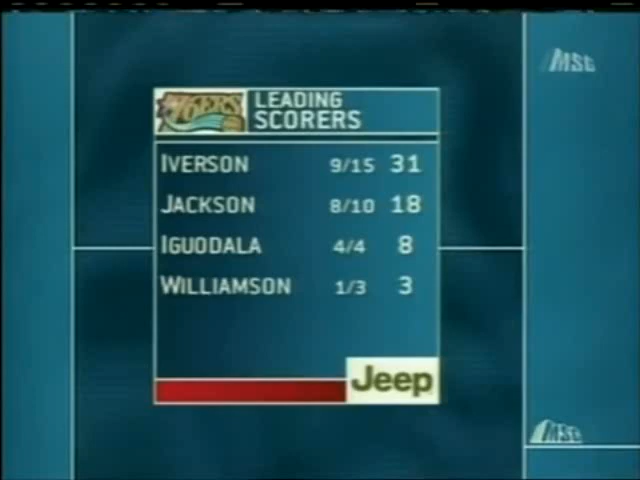 MSG
76ERS
LEADING
SCORERS
IVERSON 9/15 31
JACKSON 8/10 18
IGUODALA 4/4 8
WILLIAMSON 1/3 3
Jeep
MSG